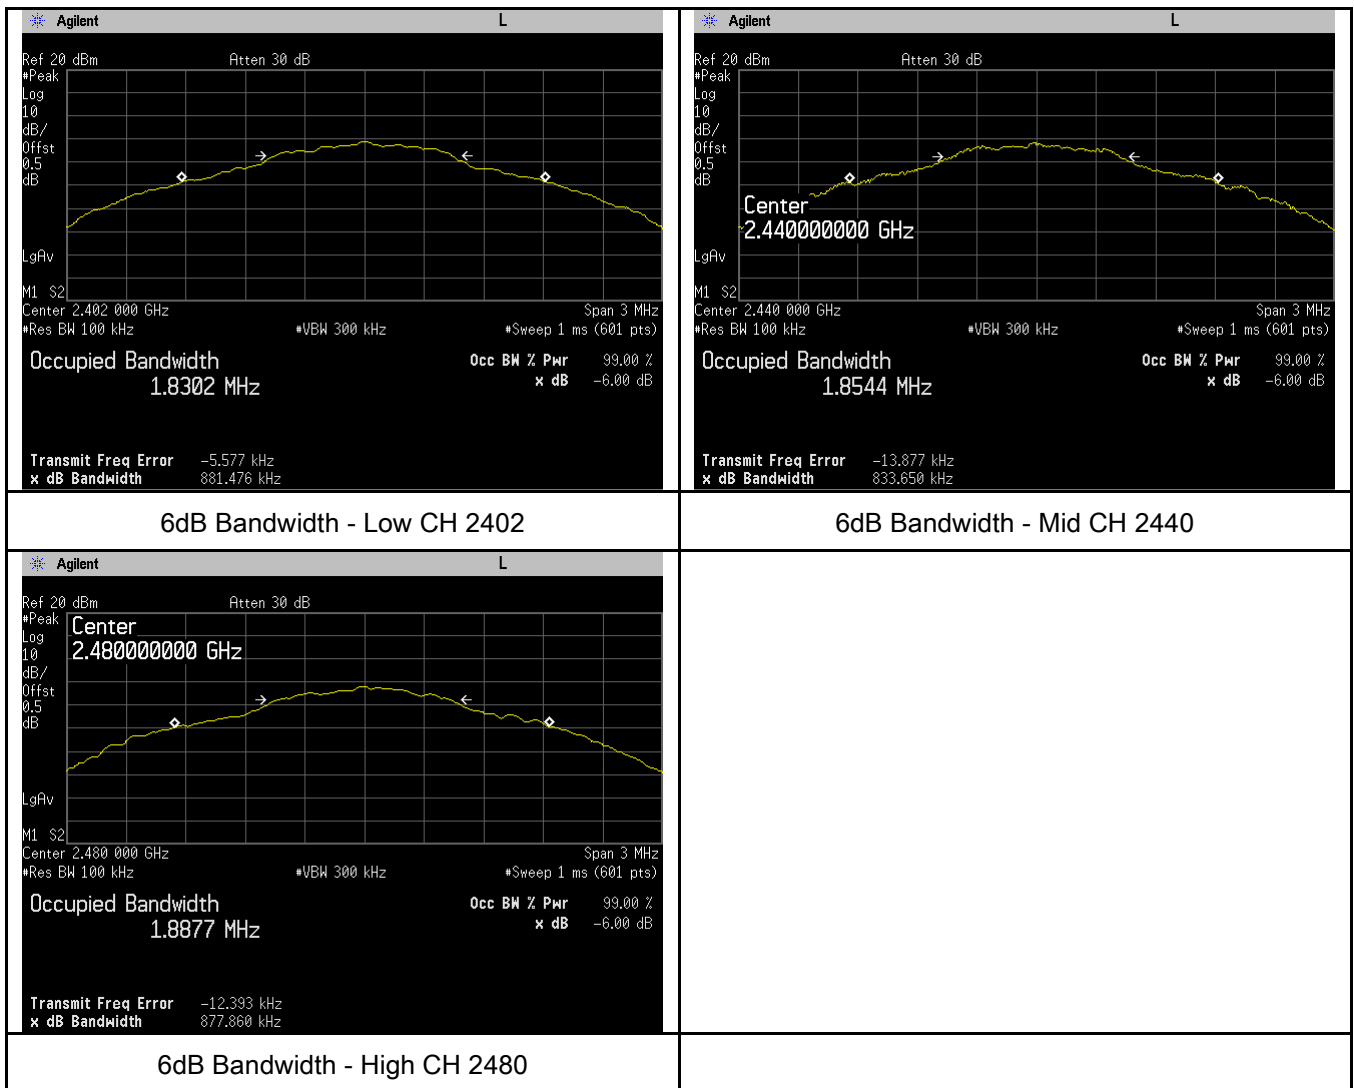 Agilent L
Ref 20 dBm Atten 30 dB
#Peak
Log
10
dB/
Offst
0.5
dB
LgAv
M1 S2
Center 2.402 000 GHz Span 3 MHz
#Res BW 100 kHz #VBW 300 kHz #Sweep 1 ms (601 pts)
Occupied Bandwidth Occ BW % Pwr 99.00 %
1.8302 MHz x dB -6.00 dB
Transmit Freq Error -5.577 kHz
x dB Bandwidth 881.476 kHz
6dB Bandwidth - Low CH 2402
Agilent L
Ref 20 dBm Atten 30 dB
#Peak
Log
10
dB/
Offst
0.5
dB
Center
2.440000000 GHz
LgAv
M1 S2
Center 2.440 000 GHz Span 3 MHz
#Res BW 100 kHz #VBW 300 kHz #Sweep 1 ms (601 pts)
Occupied Bandwidth Occ BW % Pwr 99.00 %
1.8544 MHz x dB -6.00 dB
Transmit Freq Error -13.877 kHz
x dB Bandwidth 833.650 kHz
6dB Bandwidth - Mid CH 2440
Agilent L
Ref 20 dBm Atten 30 dB
#Peak
Log
10
dB/
Offst
0.5
dB
Center
2.480000000 GHz
LgAv
M1 S2
Center 2.480 000 GHz Span 3 MHz
#Res BW 100 kHz #VBW 300 kHz #Sweep 1 ms (601 pts)
Occupied Bandwidth Occ BW % Pwr 99.00 %
1.8877 MHz x dB -6.00 dB
Transmit Freq Error -12.393 kHz
x dB Bandwidth 877.860 kHz
6dB Bandwidth - High CH 2480